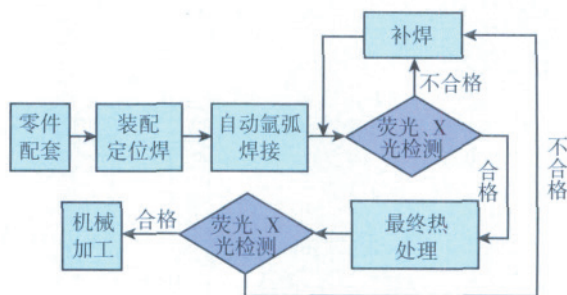 补焊
不合格
零件
配套
装配
定位焊
自动氩弧
焊接
荧光、X
光检测
合格
不合格
最终热
处理
荧光、X
光检测
合格
机械
加工